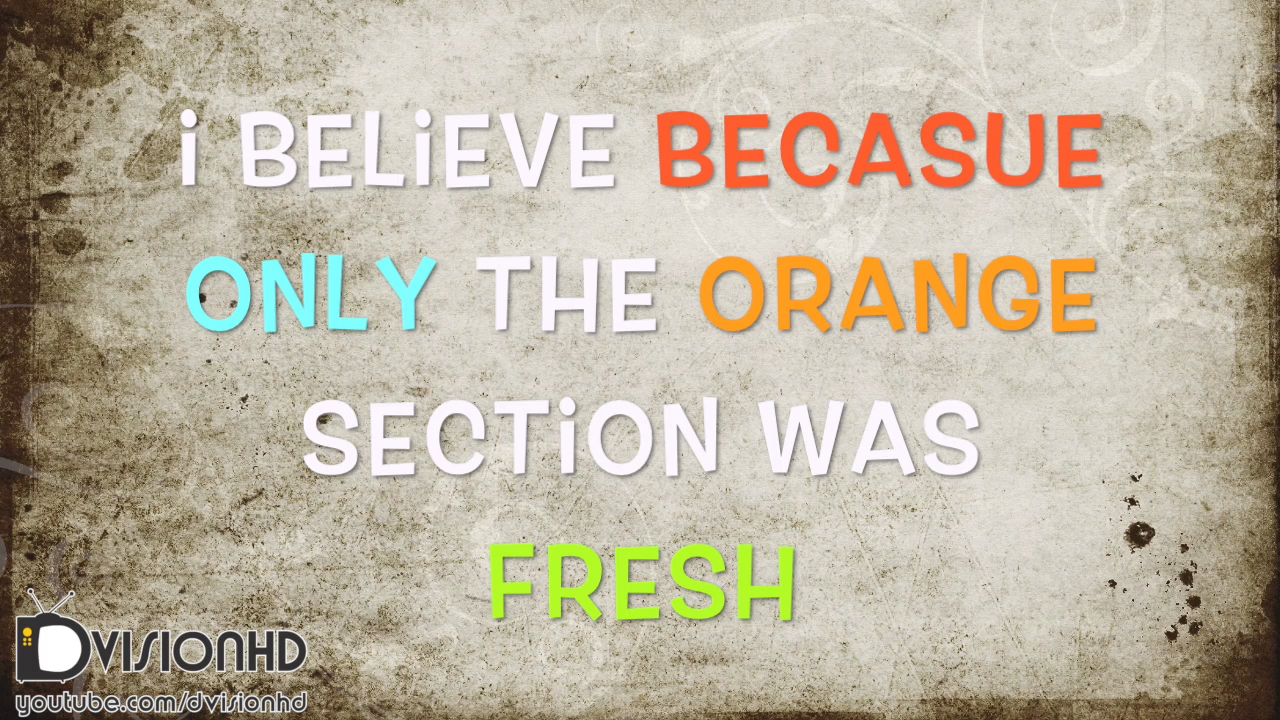 i BELiEVE BECASUE
ONLY THE ORANGE
SECTiON WAS
FRESH
DVISIONHD
youtube.com/dvisionhd